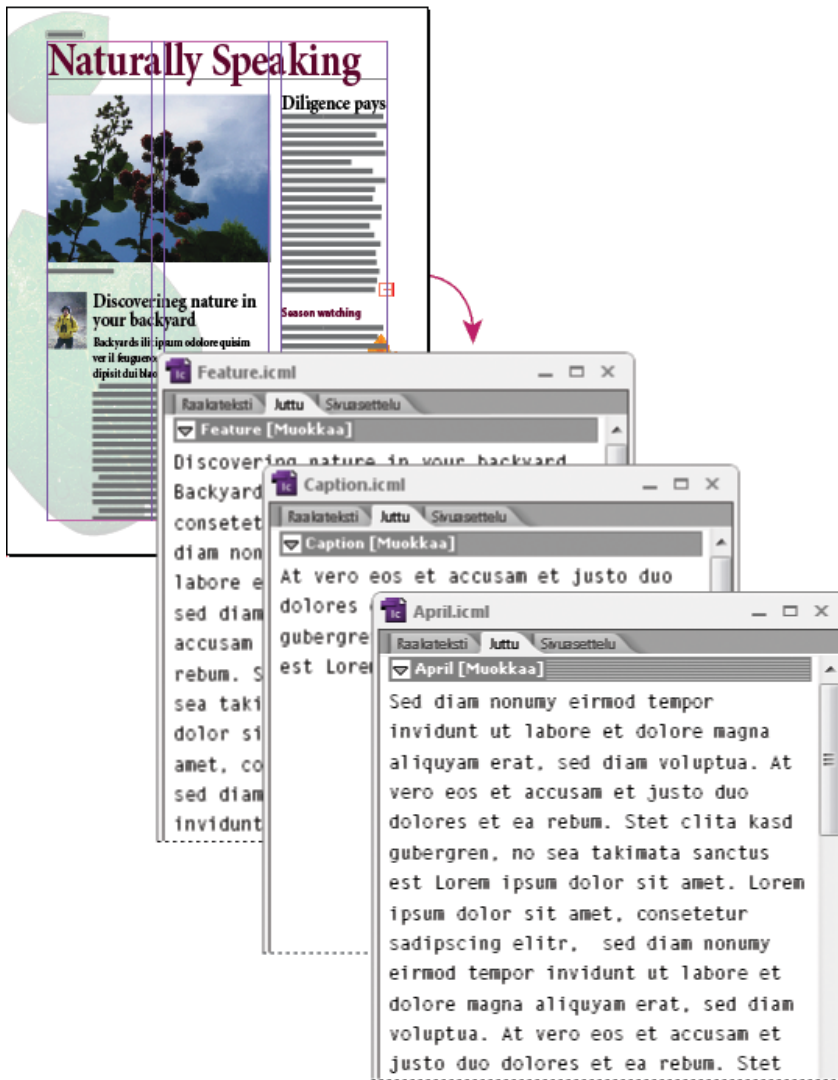 Naturally Speaking
Diligence pays
Season watching
Discoverineg nature in
your backyard
Backyards ilit ipsum odolore quisim
ver il feugueros
dipisit dui blao
Feature.icml
Raakateksti Juttu Sivuasettelu
Feature [Muokkaa]
Discovering nature in your backyard
Backyard
consetet
diam non
labore e
sed diam
accusam
rebum. S
sea taki
dolor si
amet, co
sed diam
invidunt
Caption.icml
Raakateksti Juttu Sivuasettelu
Caption [Muokkaa]
At vero eos et accusam et justo duo
dolores
gubergre
est Lore
April.icml
Raakateksti Juttu Sivuasettelu
April [Muokkaa]
Sed diam nonumy eirmod tempor
invidunt ut labore et dolore magna
aliquyam erat, sed diam voluptua. At
vero eos et accusam et justo duo
dolores et ea rebum. Stet clita kasd
gubergren, no sea takimata sanctus
est Lorem ipsum dolor sit amet. Lorem
ipsum dolor sit amet, consetetur
sadipscing elitr, sed diam nonumy
eirmod tempor invidunt ut labore et
dolore magna aliquyam erat, sed diam
voluptua. At vero eos et accusam et
justo duo dolores et ea rebum. Stet